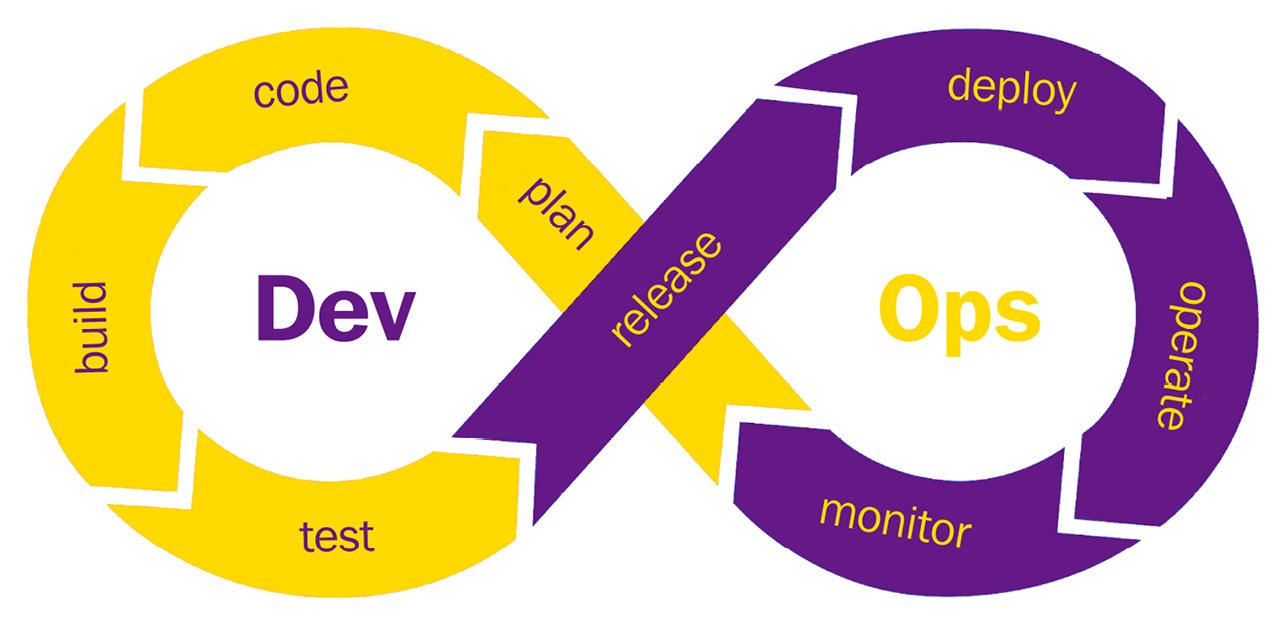 code
plan
build
test
Dev
release
deploy
operate
monitor
Ops